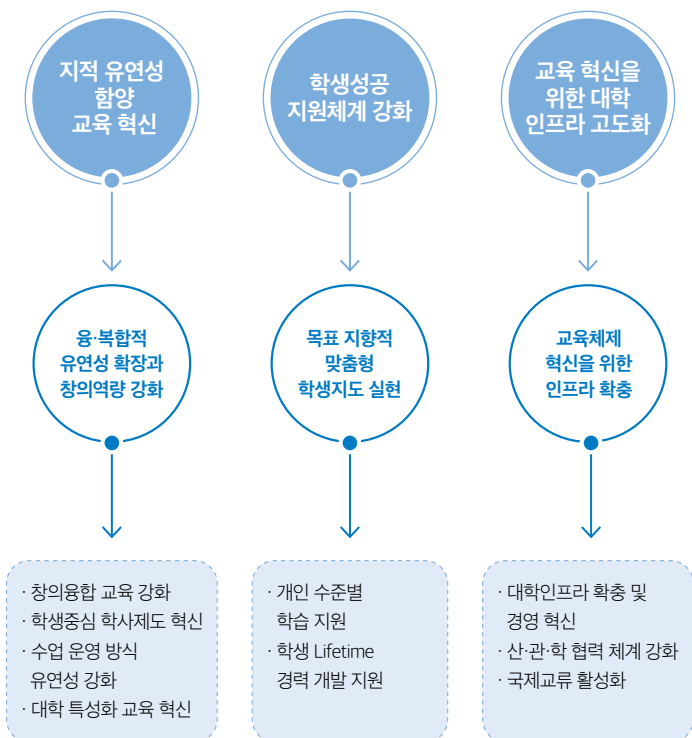 지적 유연성
함양
교육 혁신
학생성공
지원체계 강화
교육 혁신을
위한 대학
인프라 고도화
융·복합적
유연성 확장과
창의역량 강화
목표 지향적
맞춤형
학생지도 실현
교육체제
혁신을 위한
인프라 확충
· 창의융합 교육 강화
· 학생중심 학사제도 혁신
· 수업 운영 방식
유연성 강화
· 대학 특성화 교육 혁신
· 개인 수준별
학습 지원
· 학생 Lifetime
경력 개발 지원
· 대학인프라 확충 및
경영 혁신
· 산·관·학 협력 체계 강화
· 국제교류 활성화